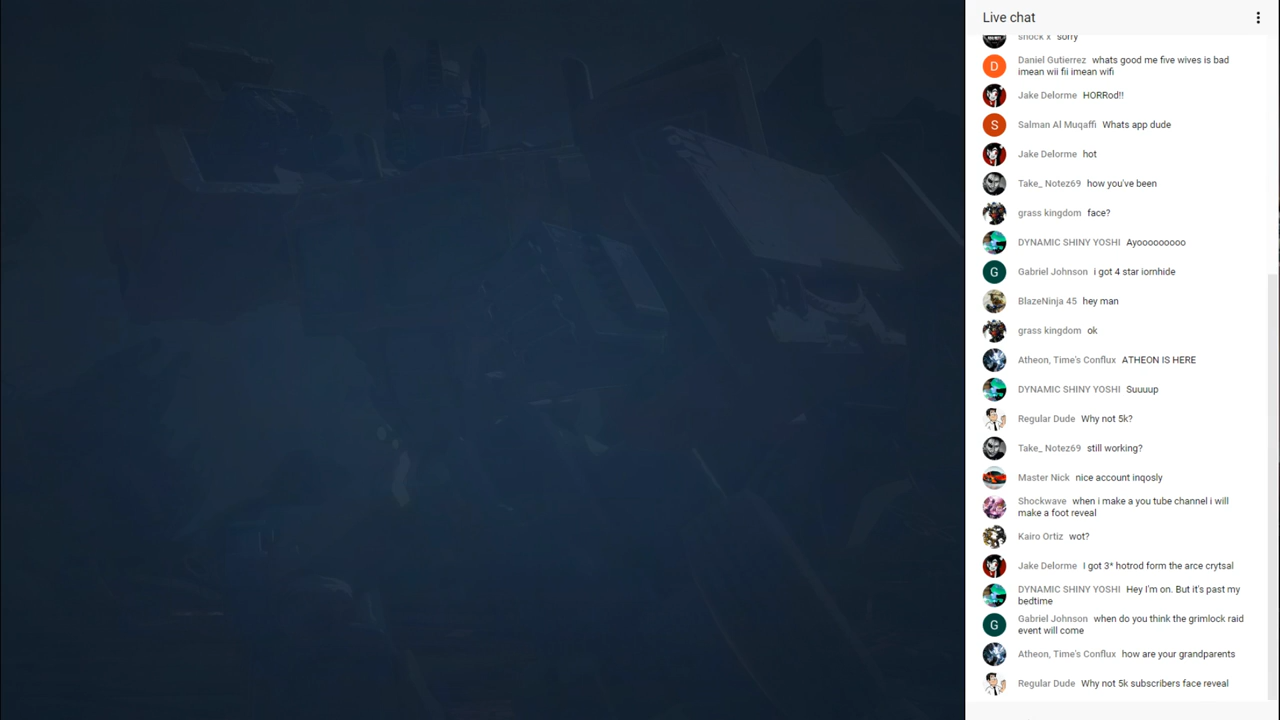 Live chat
shock x sorry
Daniel Gutierrez whats good me five wives is bad
imean wii fii imean wifi
Jake Delorme HORRod!!
D
Salman Al Muqaffi Whats app dude
S
Jake Delorme hot
Take_ Notez69 how you've been
grass kingdom face?
DYNAMIC SHINY YOSHI Ayooooooooo
Gabriel Johnson i got 4 star iornhide
G
BlazeNinja 45 hey man
grass kingdom ok
Atheon, Time's Conflux ATHEON IS HERE
DYNAMIC SHINY YOSHI Suuuup
Regular Dude Why not 5k?
Take_ Notez69 still working?
Master Nick nice account inqosly
Shockwave when i make a you tube channel i will
make a foot reveal
Kairo Ortiz wot?
Jake Delorme I got 3* hotrod form the arce crytsal
DYNAMIC SHINY YOSHI Hey I'm on. But it's past my
bedtime
Gabriel Johnson when do you think the grimlock raid
event will come
G
Atheon, Time's Conflux how are your grandparents
Regular Dude Why not 5k subscribers face reveal